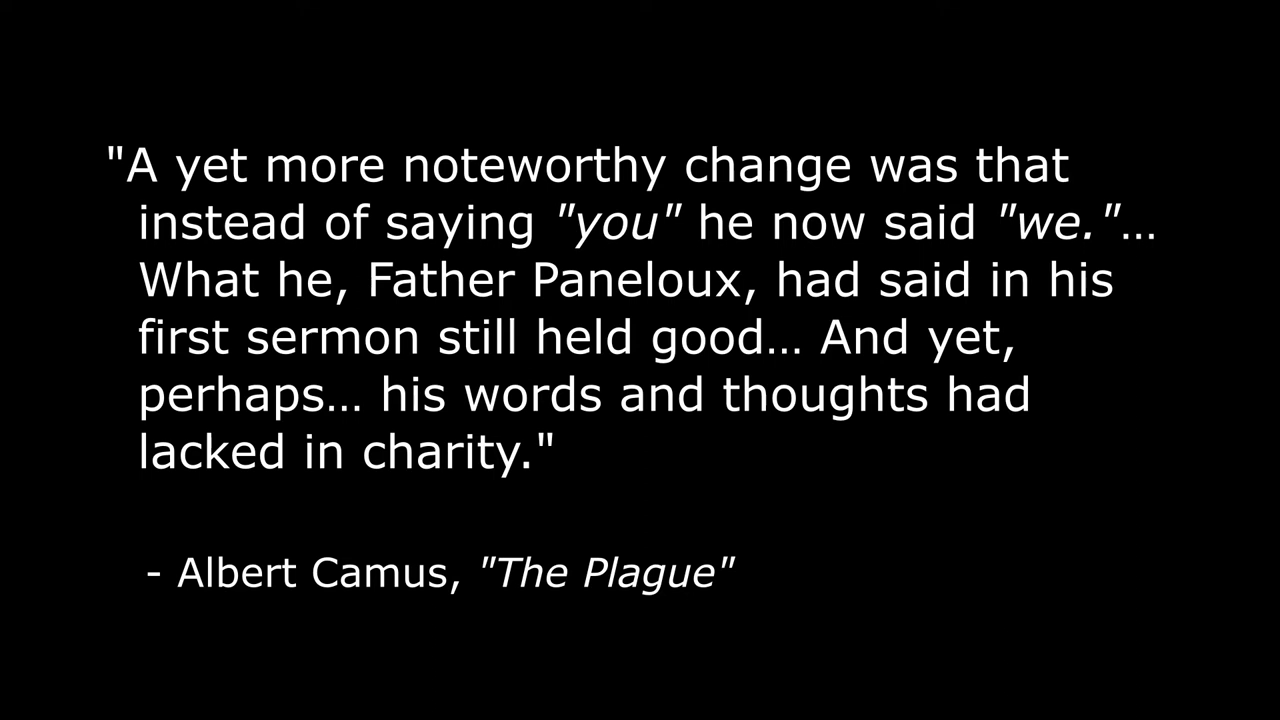 "A yet more noteworthy change was that
instead of saying "you" he now said "we."…
What he, Father Paneloux, had said in his
first sermon still held good… And yet,
perhaps… his words and thoughts had
lacked in charity."
- Albert Camus, "The Plague"